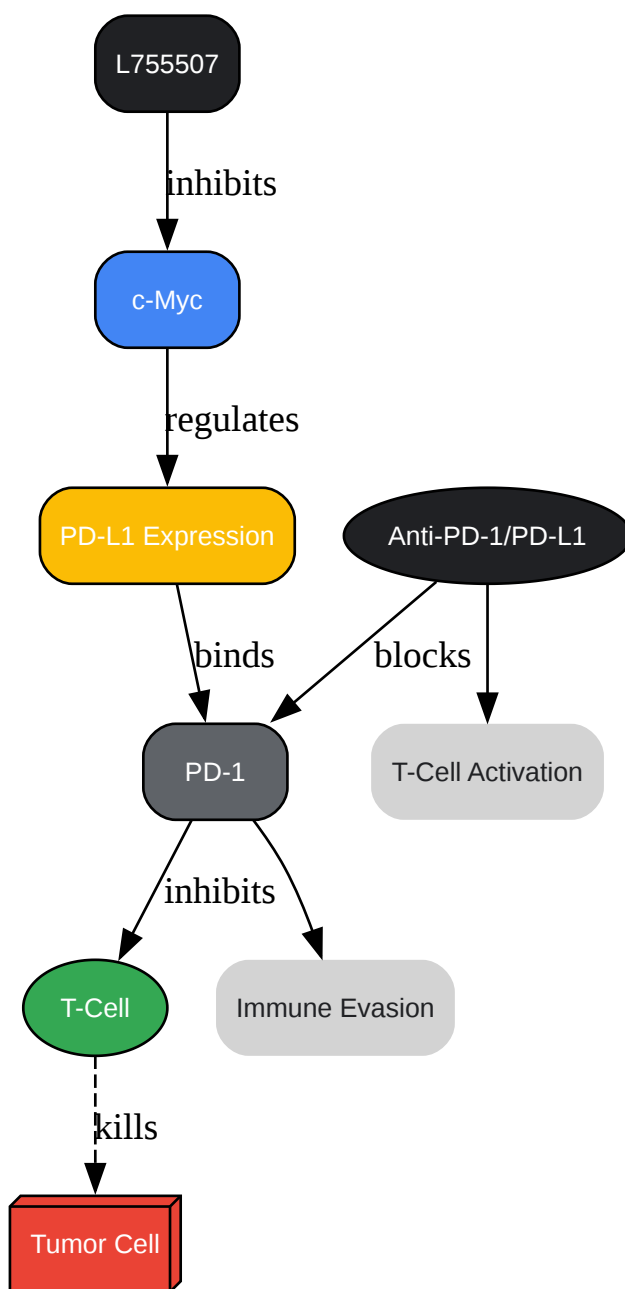 L755507
inhibits
c-Myc
regulates
PD-L1 Expression
Anti-PD-1/PD-L1
binds
blocks
PD-1
T-Cell Activation
inhibits
T-Cell
Immune Evasion
kills
Tumor Cell